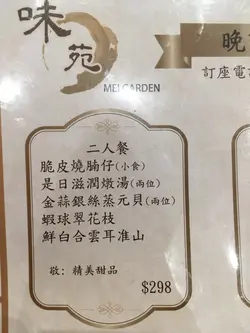 味苑
MEI GARDEN
晚
訂座電
二人餐
脆皮燒腩仔(小食)
是日滋潤燉湯(兩位)
金蒜銀絲蒸元貝(兩位)
蝦球翠花枝
鮮白合雲耳准山
敬：精美甜品
$298